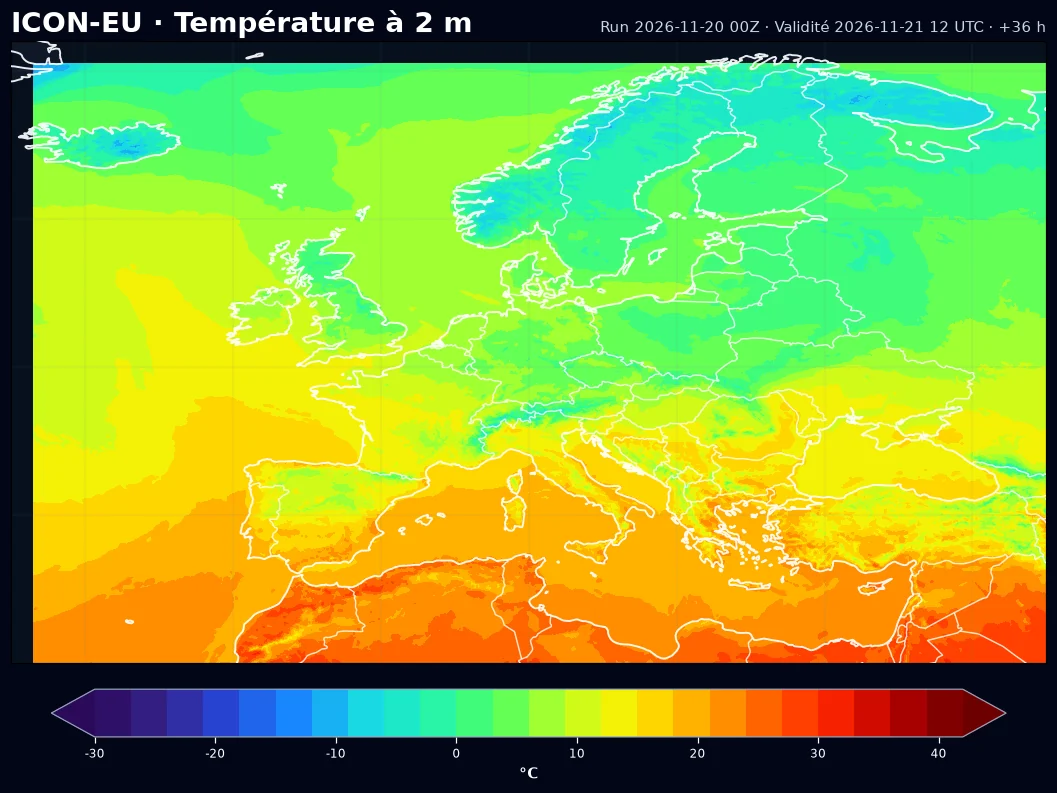 ICON-EU · Température à 2 m
Run 2026-11-20 00Z · Validité 2026-11-21 12 UTC · +36 h
-30 -20 -10 0 10 20 30 40
°C